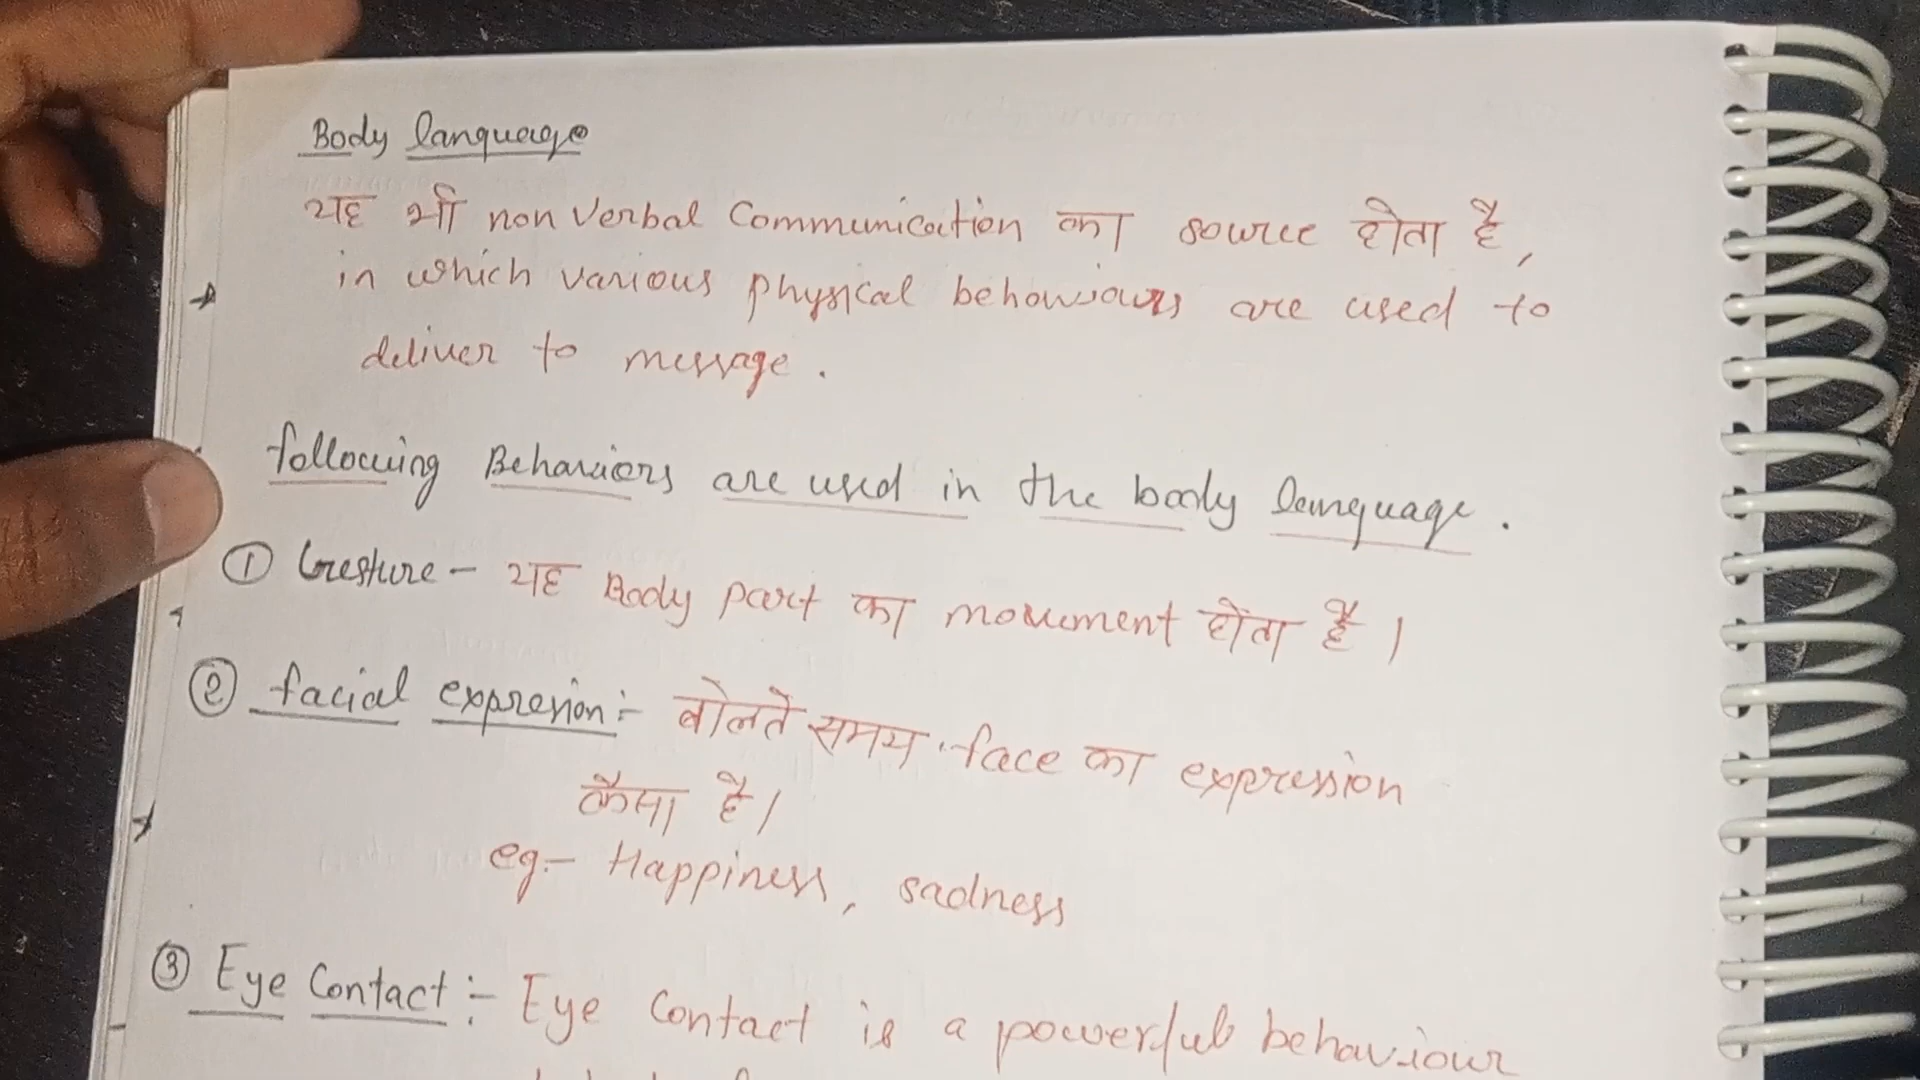 Body language
यह भी non verbal Communication का source होता है,
in which various physical behaviours are used to
deliver to message.
following Behaviors are used in the body language.
① Gesture - यह Body part का movement होता है।
② facial expresion :- बोलते समय face का expression
कैसा है।
eg:- Happiness, sadness
③ Eye Contact :- Eye Contact is a powerful behaviour